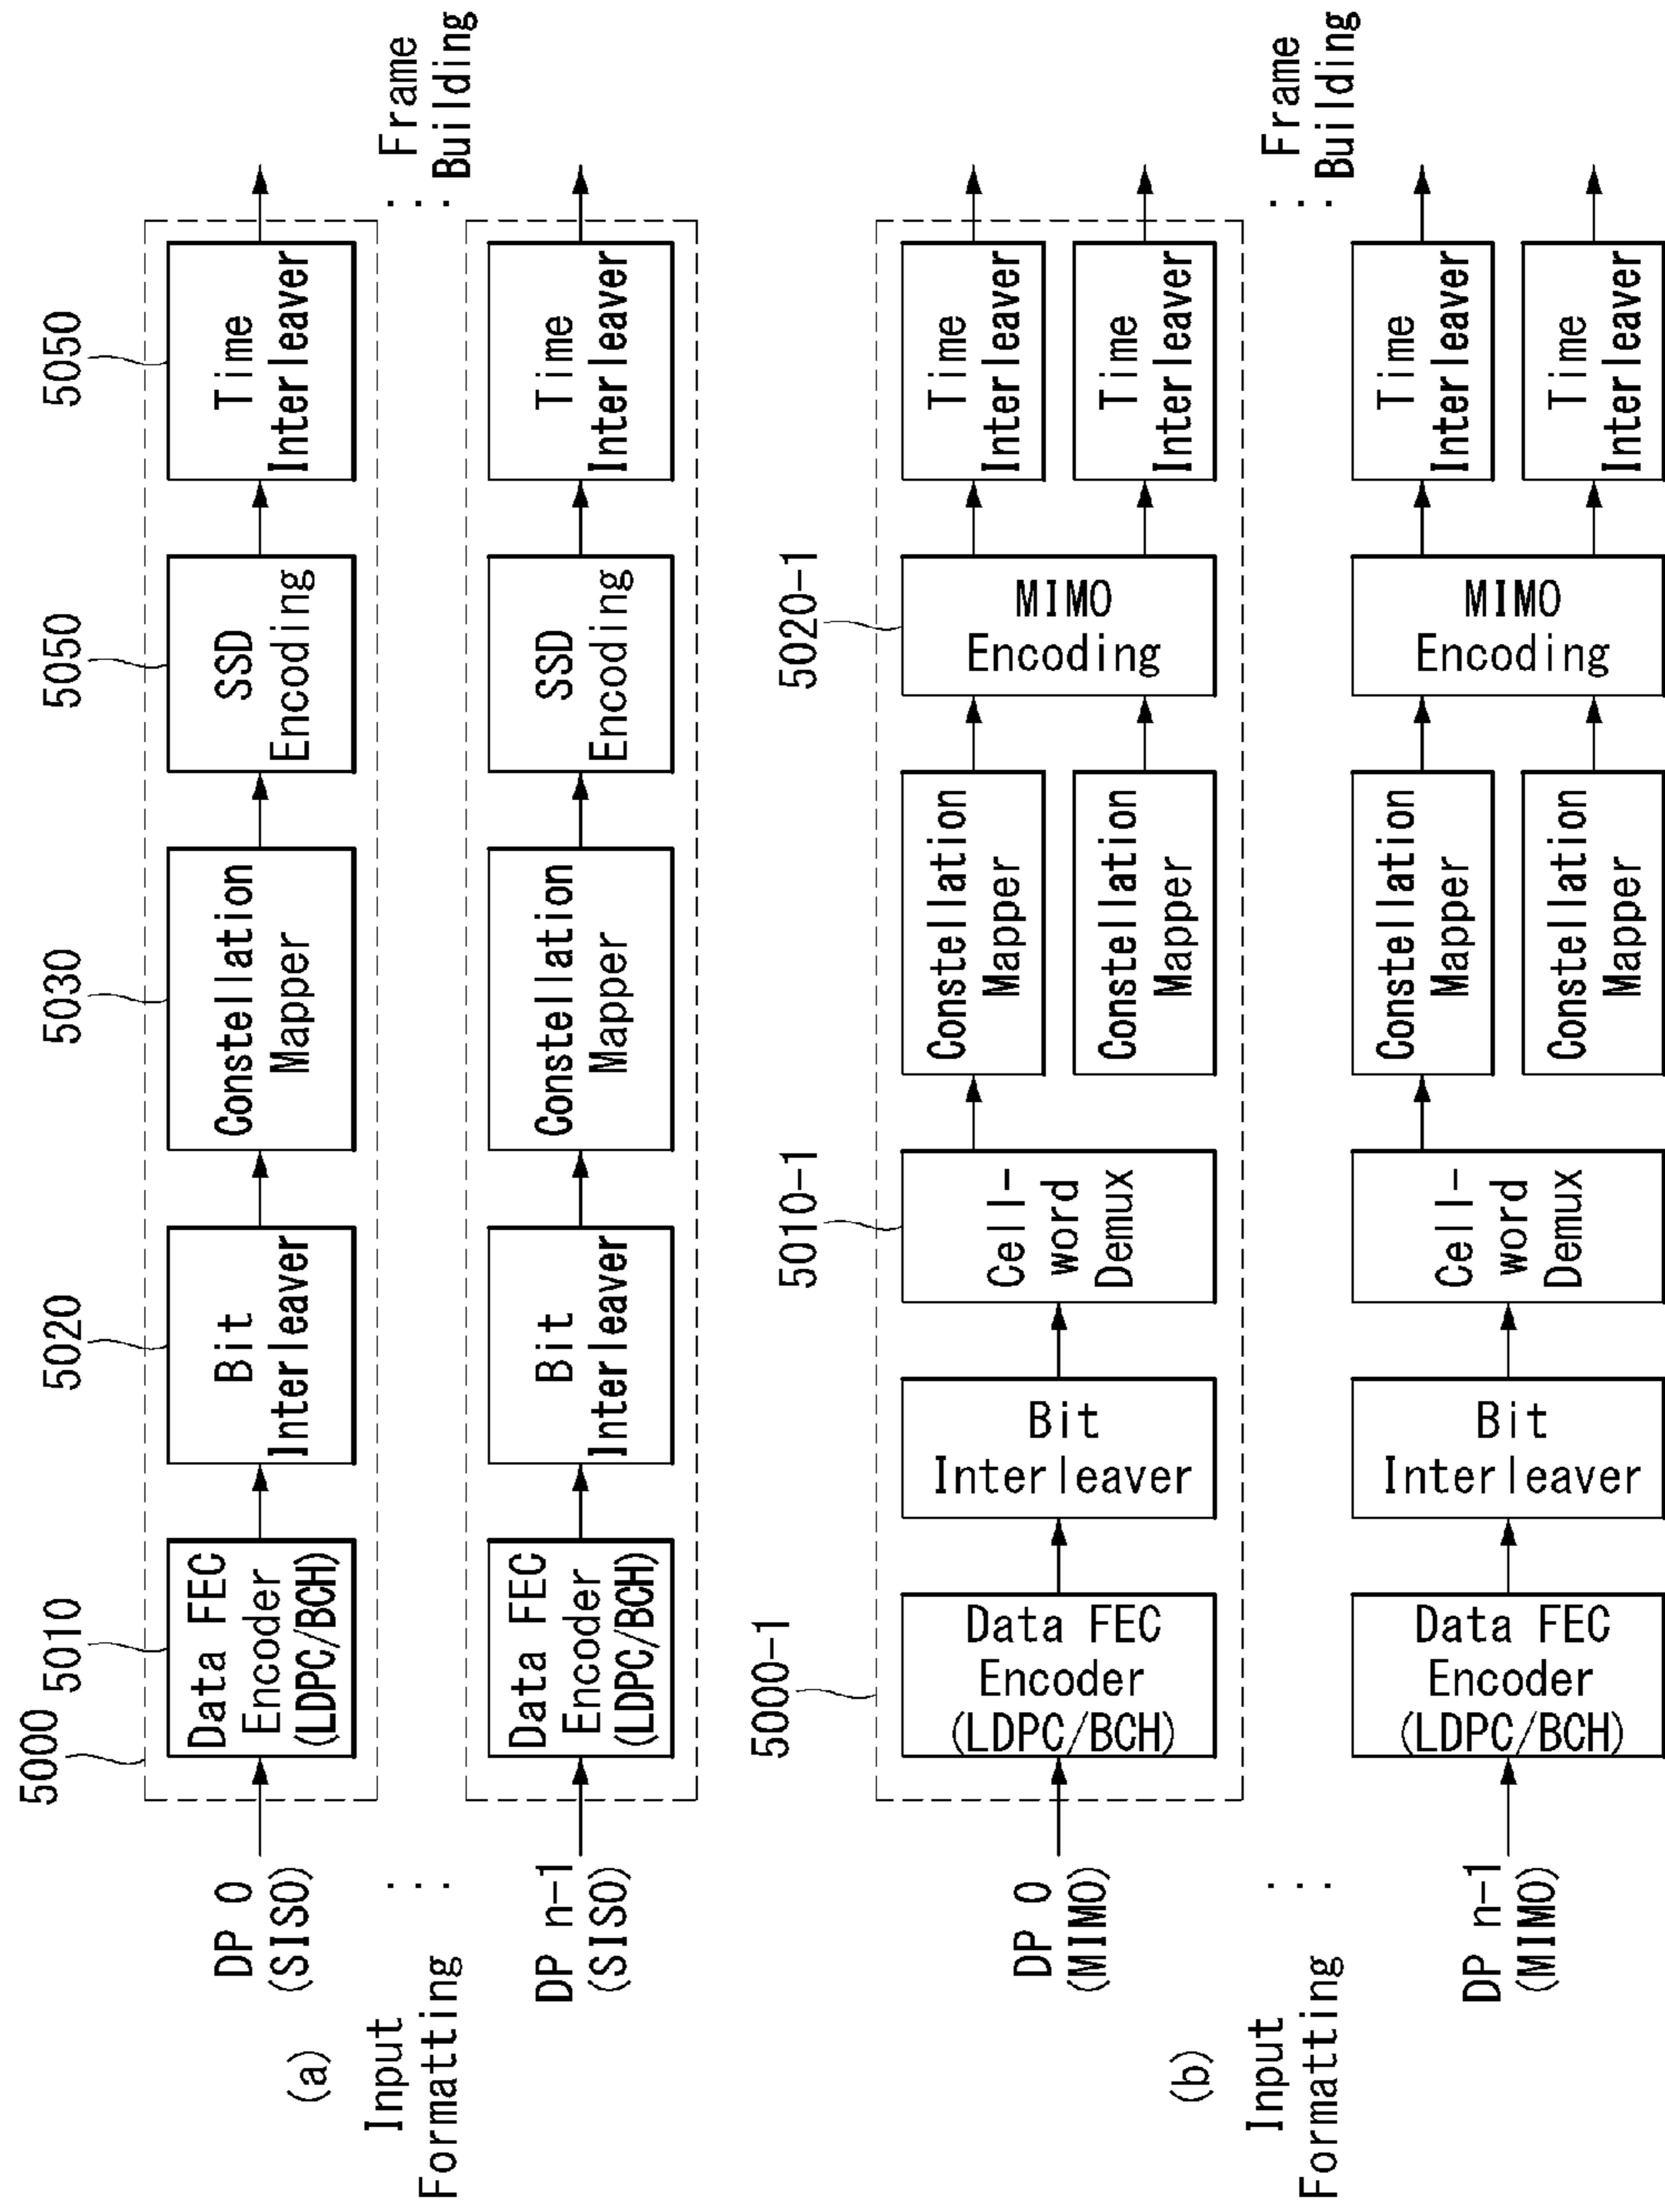 5000
5010
5020
5030
5050
5050
(a)
Input
Formatting
DP 0
(SISO)
Data FEC
Encoder
(LDPC/BCH)
Bit
Interleaver
Constellation
Mapper
SSD
Encoding
Time
Interleaver
...
...
Frame
Building
DP n-1
(SISO)
Data FEC
Encoder
(LDPC/BCH)
Bit
Interleaver
Constellation
Mapper
SSD
Encoding
Time
Interleaver
5000-1
5010-1
5020-1
(b)
Input
Formatting
DP 0
(MIMO)
Data FEC
Encoder
(LDPC/BCH)
Bit
Interleaver
Cell-
word
Demux
Constellation
Mapper
Constellation
Mapper
MIMO
Encoding
Time
Interleaver
Time
Interleaver
...
...
Frame
Building
DP n-1
(MIMO)
Data FEC
Encoder
(LDPC/BCH)
Bit
Interleaver
Cell-
word
Demux
Constellation
Mapper
Constellation
Mapper
MIMO
Encoding
Time
Interleaver
Time
Interleaver